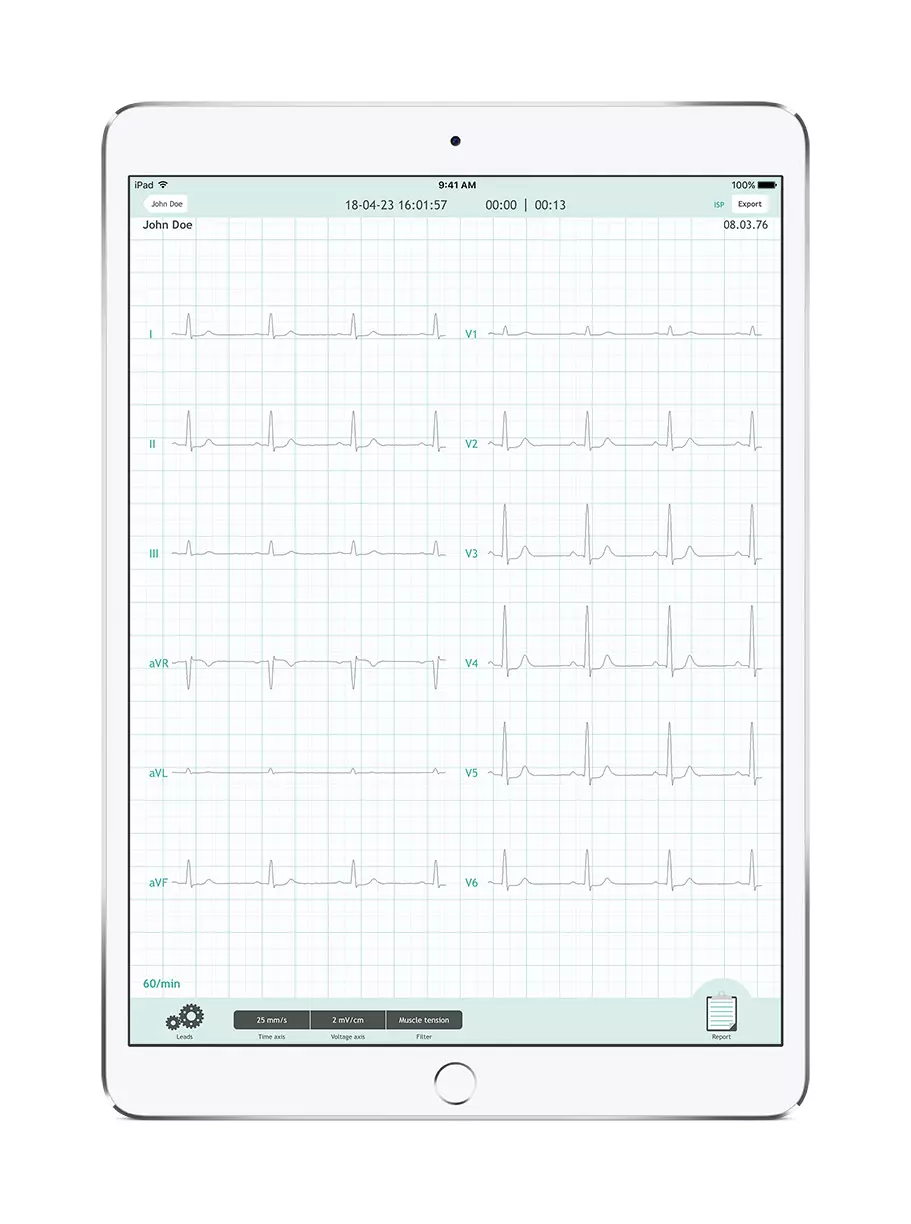 iPad 9:41 AM 100%
John Doe 18-04-23 16:01:57 00:00 | 00:13 ISP Export
John Doe 08.03.76
I V1
II V2
III V3
aVR V4
aVL V5
aVF V6
60/min
25 mm/s 2 mV/cm Muscle tension
Leads Time axis Voltage axis Filter Report